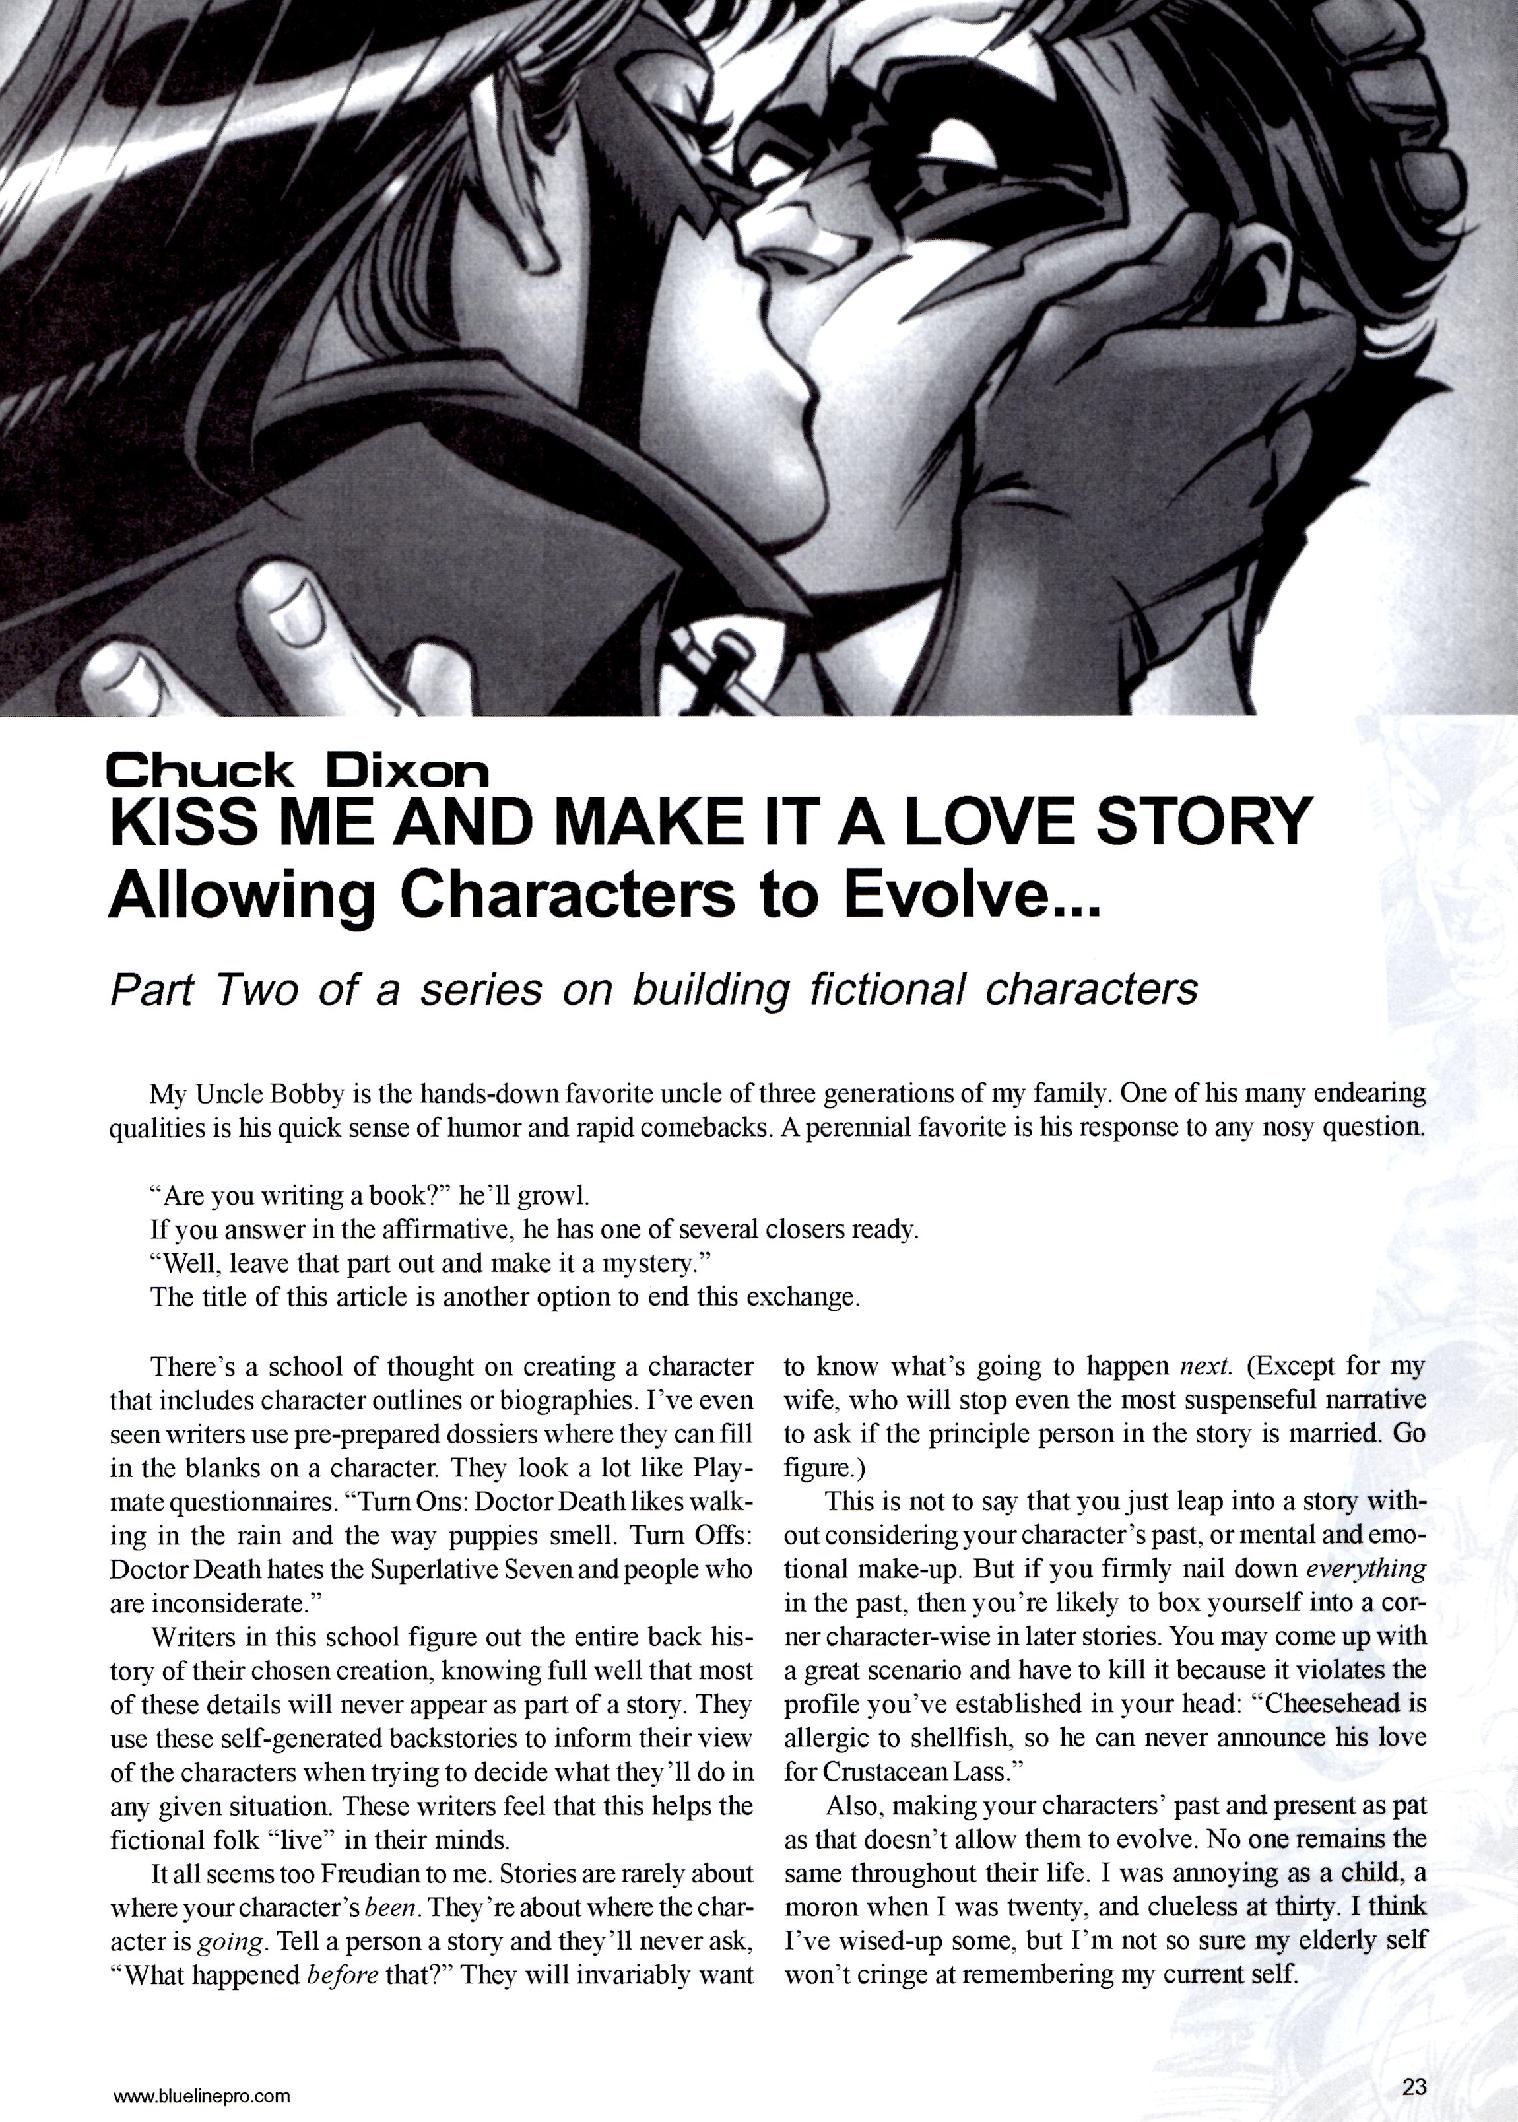 Chuck Dixon
KISS ME AND MAKE IT A LOVE STORY
Allowing Characters to Evolve...
Part Two of a series on building fictional characters
My Uncle Bobby is the hands-down favorite uncle of three generations of my family. One of his many endearing
qualities is his quick sense of humor and rapid comebacks. A perennial favorite is his response to any nosy question.
“Are you writing a book?” he’ll growl.
If you answer in the affirmative, he has one of several closers ready.
“Well, leave that part out and make it a mystery.”
The title of this article is another option to end this exchange.
There’s a school of thought on creating a character
that includes character outlines or biographies. I’ve even
seen writers use pre-prepared dossiers where they can fill
in the blanks on a character. They look a lot like Play-
mate questionnaires. “Turn Ons: Doctor Death likes walk-
ing in the rain and the way puppies smell. Turn Offs:
Doctor Death hates the Superlative Seven and people who
are inconsiderate.”
Writers in this school figure out the entire back his-
tory of their chosen creation, knowing full well that most
of these details will never appear as part of a story. They
use these self-generated backstories to inform their view
of the characters when trying to decide what they’ll do in
any given situation. These writers feel that this helps the
fictional folk “live” in their minds.
It all seems too Freudian to me. Stories are rarely about
where your character’s been. They’re about where the char-
acter is going. Tell a person a story and they’ll never ask,
“What happened before that?” They will invariably want
to know what’s going to happen next. (Except for my
wife, who will stop even the most suspenseful narrative
to ask if the principle person in the story is married. Go
figure.)
This is not to say that you just leap into a story with-
out considering your character’s past, or mental and emo-
tional make-up. But if you firmly nail down everything
in the past, then you’re likely to box yourself into a cor-
ner character-wise in later stories. You may come up with
a great scenario and have to kill it because it violates the
profile you’ve established in your head: “Cheesehead is
allergic to shellfish, so he can never announce his love
for Crustacean Lass.”
Also, making your characters’ past and present as pat
as that doesn’t allow them to evolve. No one remains the
same throughout their life. I was annoying as a child, a
moron when I was twenty, and clueless at thirty. I think
I’ve wised-up some, but I’m not so sure my elderly self
won’t cringe at remembering my current self.
www.bluelinepro.com
23